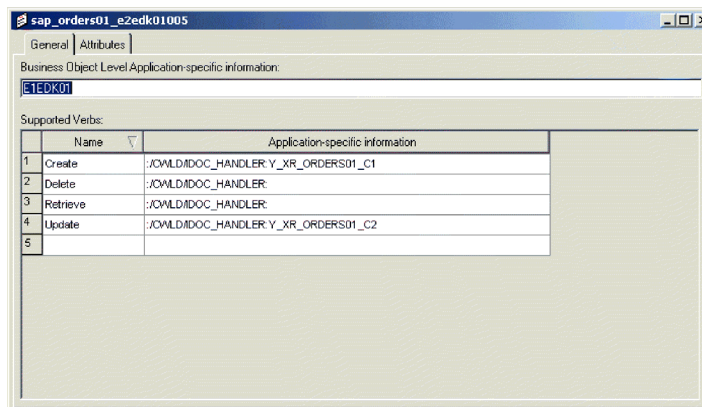 sap_orders01_e2edk01005
General Attributes
Business Object Level Application-specific information:
E1EDK01
Supported Verbs:
Name Application-specific information
1 Create :/CWLD/IDOC_HANDLER:Y_XR_ORDERS01_C1
2 Delete :/CWLD/IDOC_HANDLER:
3 Retrieve :/CWLD/IDOC_HANDLER:
4 Update :/CWLD/IDOC_HANDLER:Y_XR_ORDERS01_C2
5